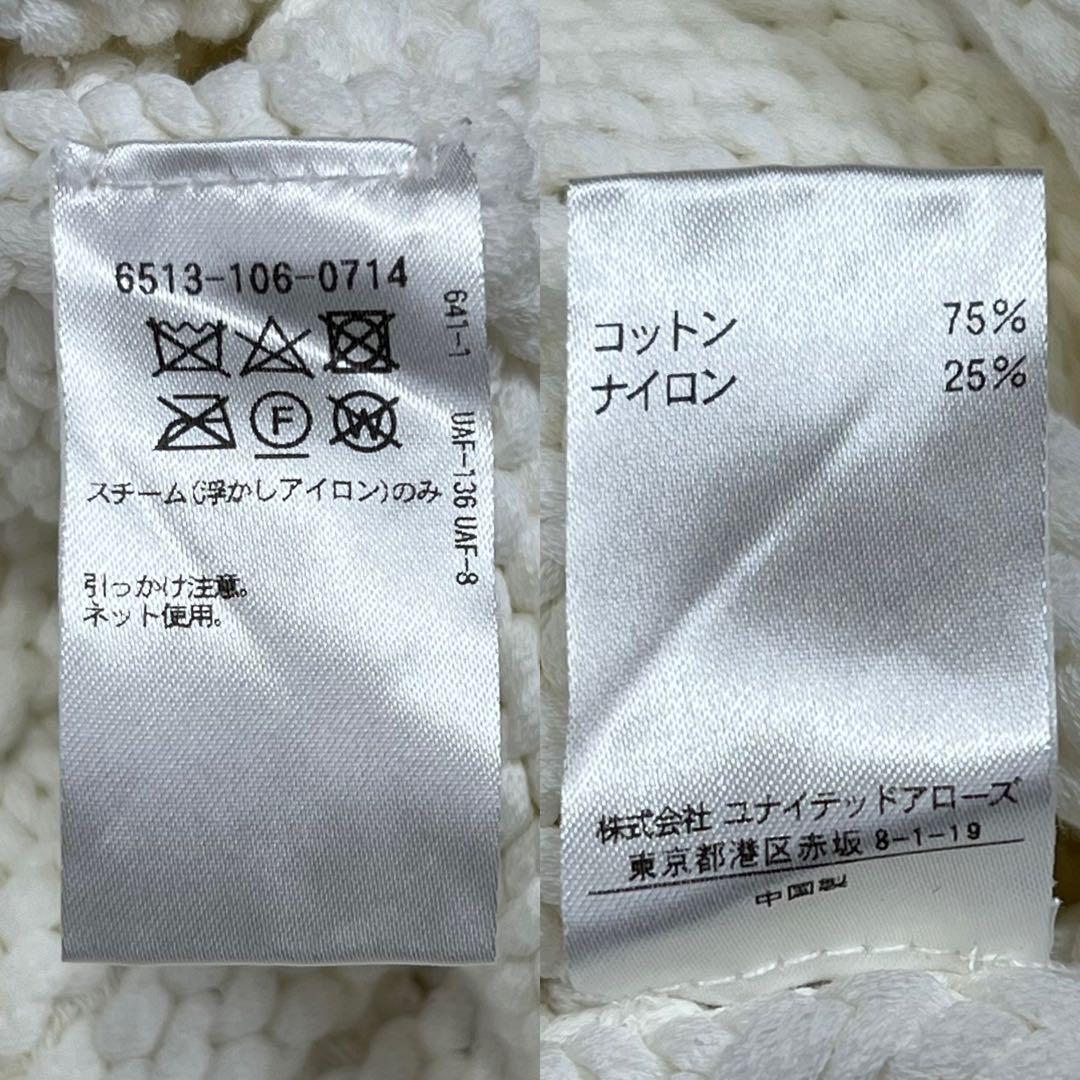 6513-106-0714
641-1 UAF-136 UAF-8
F
W
スチーム(浮かしアイロン)のみ
引っかけ注意。
ネット使用。
コットン 75%
ナイロン 25%
株式会社 ユナイテッドアローズ
東京都港区赤坂 8-1-19
中国製